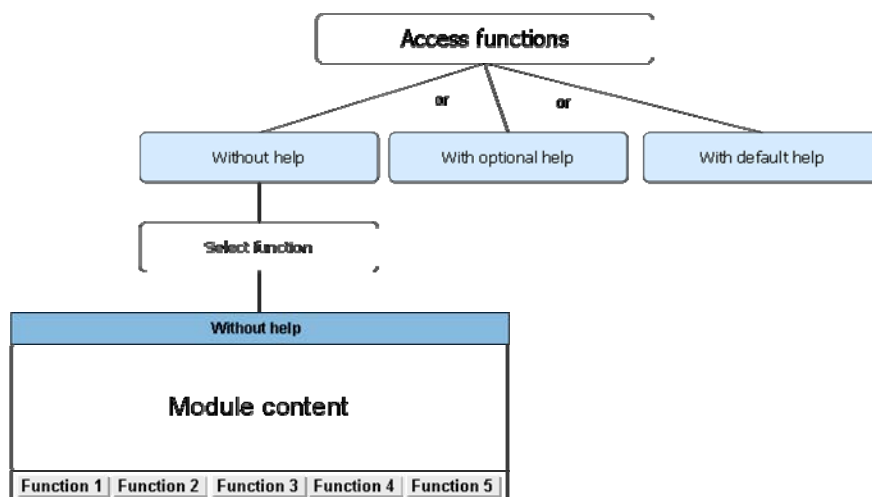 Access functions
or
or
Without help
With optional help
With default help
Select function
Without help
Module content
Function 1
Function 2
Function 3
Function 4
Function 5